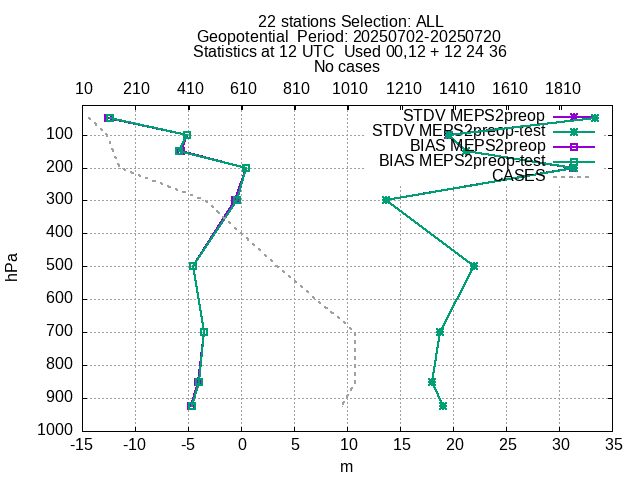 22 stations Selection: ALL
Geopotential  Period: 20250702-20250720
Statistics at 12 UTC  Used 00,12 + 12 24 36
No cases
10 210 410 610 810 1010 1210 1410 1610 1810
STDV MEPS2preop
STDV MEPS2preop-test
BIAS MEPS2preop
BIAS MEPS2preop-test
CASES
100
200
300
400
500
600
700
800
900
1000
hPa
-15 -10 -5 0 5 10 15 20 25 30 35
m